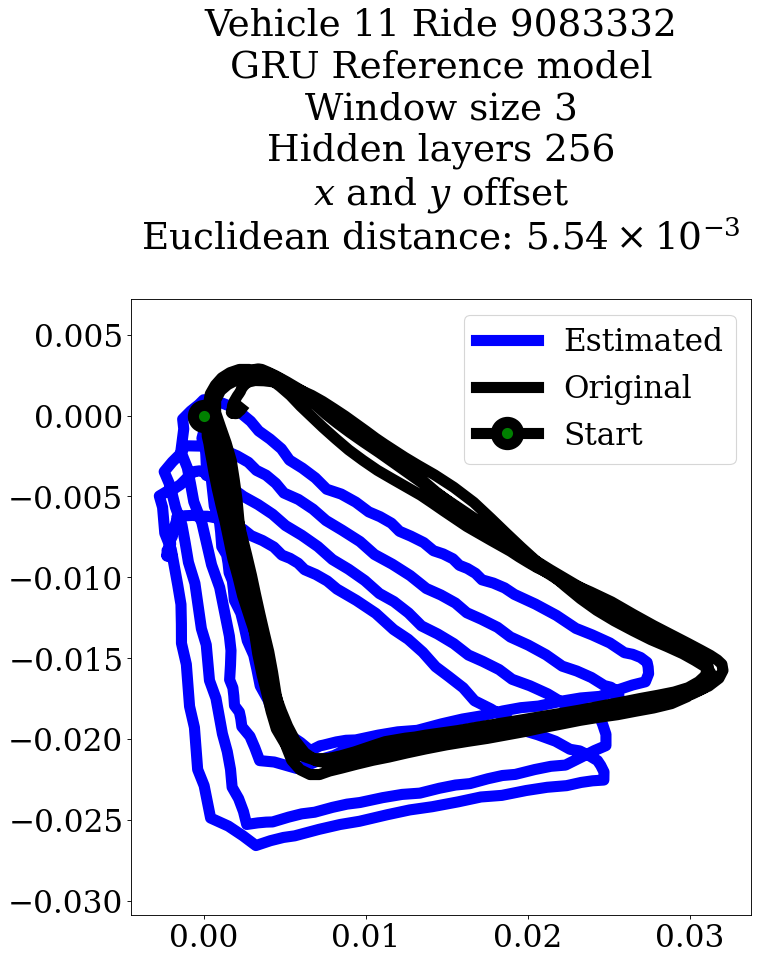 Vehicle 11 Ride 9083332
GRU Reference model
Window size 3
Hidden layers 256
x and y offset
Euclidean distance: 5.54 × 10⁻³
Estimated
Original
Start
0.005
0.000
−0.005
−0.010
−0.015
−0.020
−0.025
−0.030
0.00 0.01 0.02 0.03